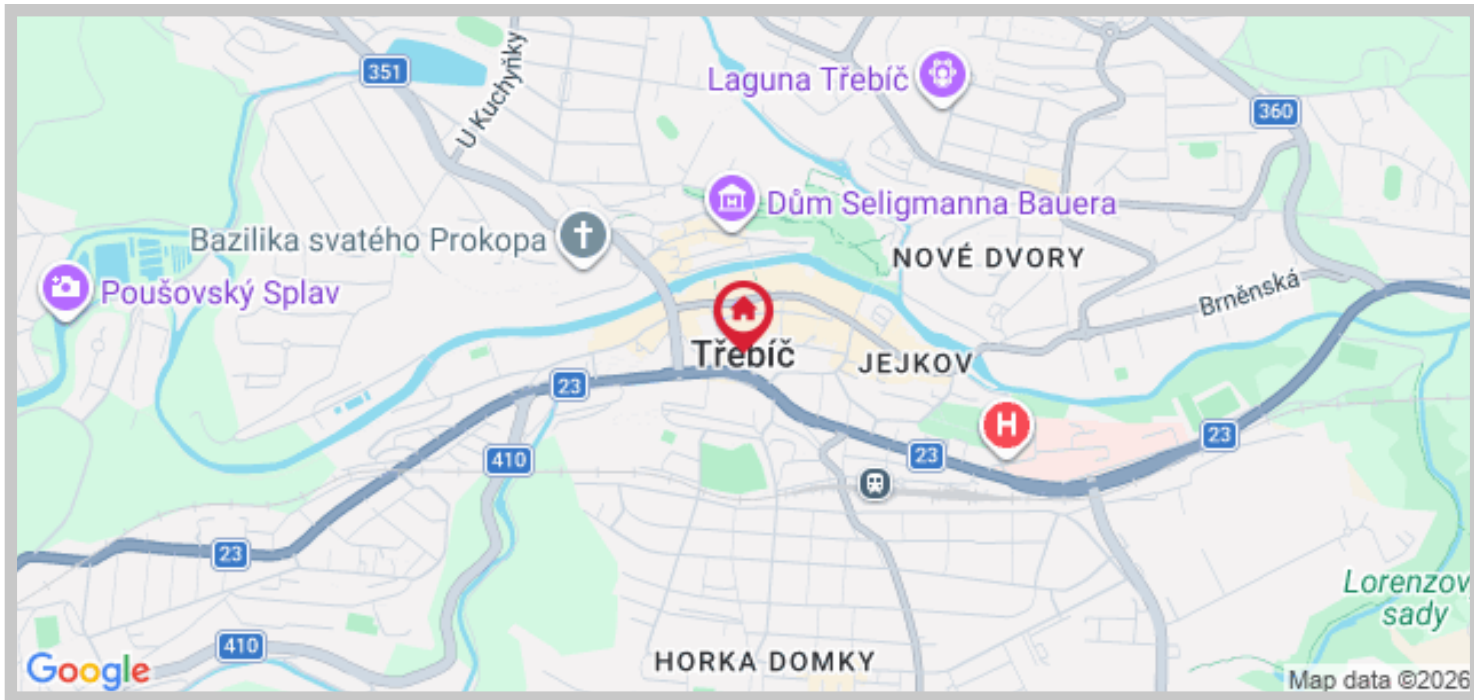 351
U Kuchyňky
Laguna Třebíč
360
Dům Seligmanna Bauera
Bazilika svatého Prokopa
NOVÉ DVORY
Poušovský Splav
Brněnská
Třebíč
JEJKOV
23
H
23
23
410
23
Lorenzov
sady
410
HORKA DOMKY
Google
Map data ©2026